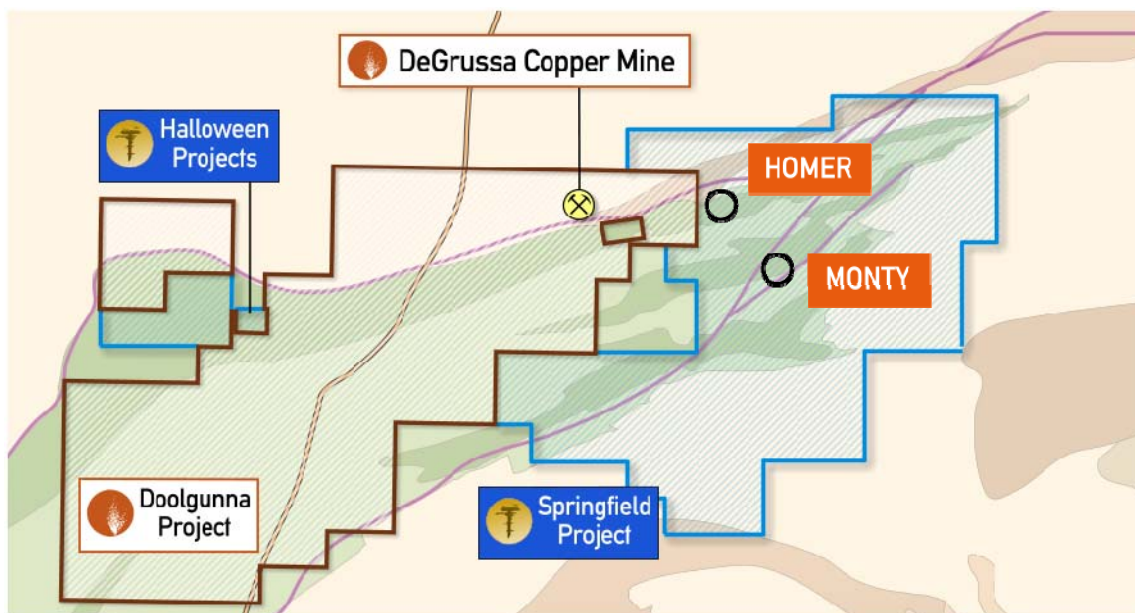 DeGrussa Copper Mine
Halloween
Projects
HOMER
MONTY
Doolgunna
Project
Springfield
Project